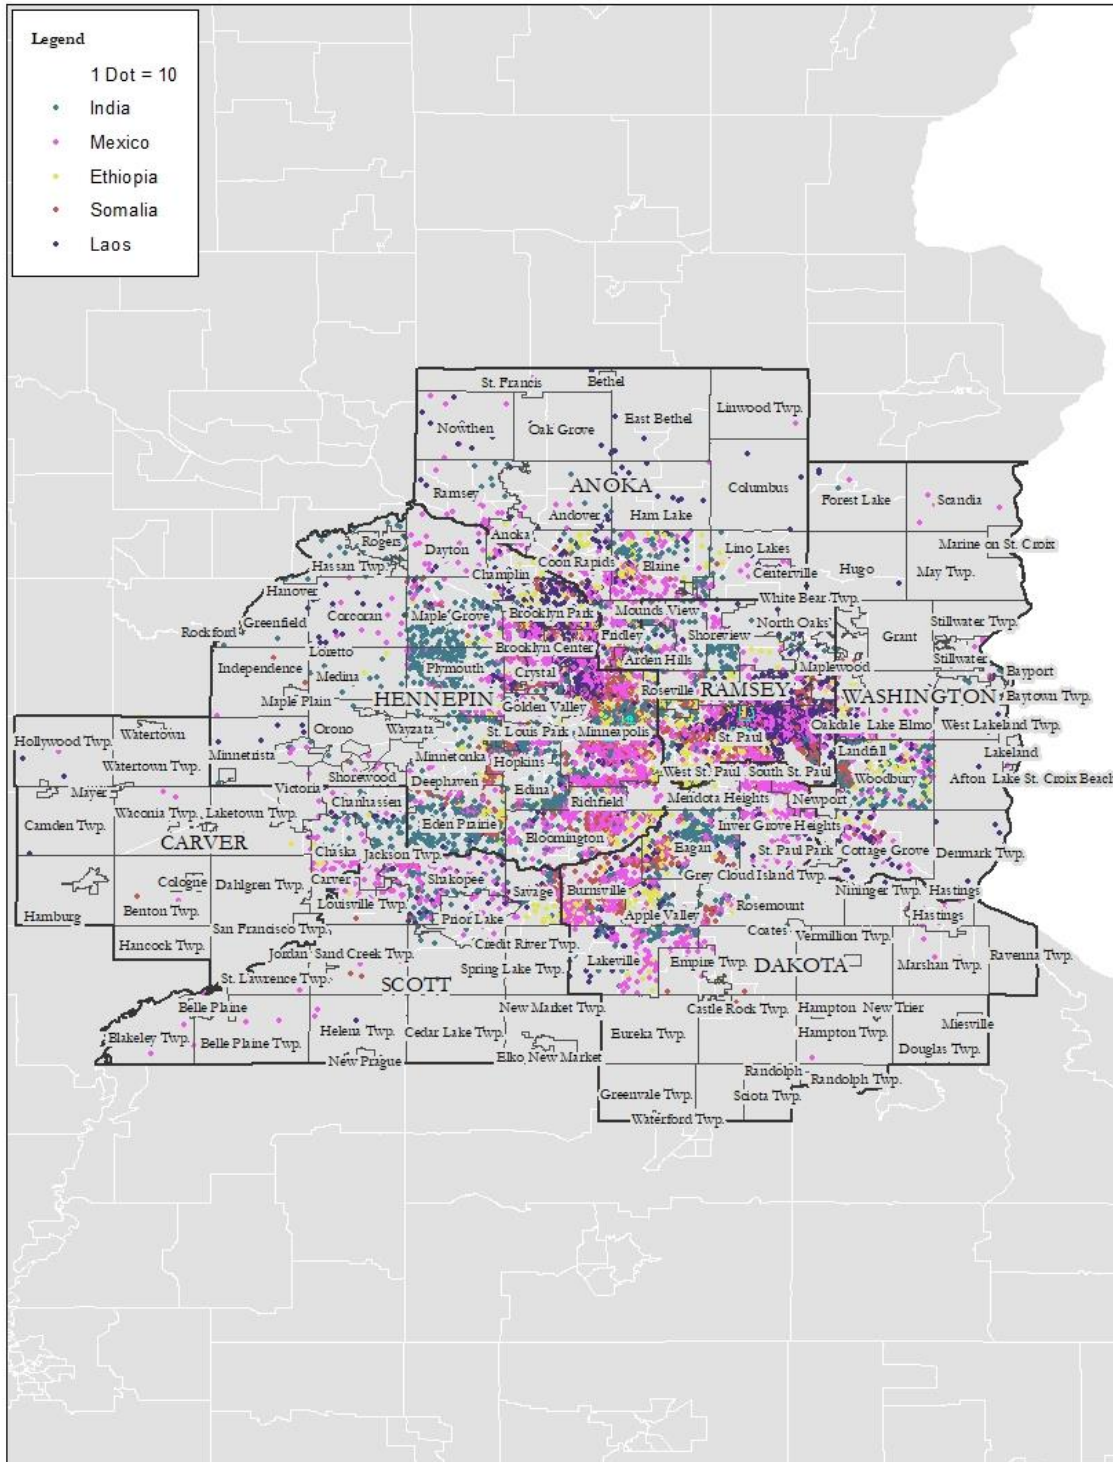 Legend
1 Dot = 10
India
Mexico
Ethiopia
Somalia
Laos
St. Francis
Bethel
Linwood Twp.
Nowthen
Oak Grove
East Bethel
Ramsey
ANOKA
Columbus
Forest Lake
Scandia
Andover
Ham Lake
Anoka
Rogers
Dayton
Coon Rapids
Blaine
Lino Lakes
Marine on St. Croix
Hassan Twp.
Champlin
Centerville
Hugo
May Twp.
Hanover
White Bear Twp.
Greenfield
Corcoran
Maple Grove
Brooklyn Park
Mounds View
North Oaks
Stillwater Twp.
Rockford
Fridley
Shoreview
Grant
Loretto
Brooklyn Center
Arden Hills
Stillwater
Independence
Medina
Plymouth
Crystal
Maplewood
Bayport
Maple Plain
HENNEPIN
Roseville
RAMSEY
WASHINGTON
Baytown Twp.
Golden Valley
Hollywood Twp.
Watertown
Orono
Wayzata
St. Louis Park
Minneapolis
St. Paul
Oakdale
Lake Elmo
West Lakeland Twp.
Minnetrista
Minnetonka
Hopkins
Landfall
Lakeland
Watertown Twp.
Shorewood
Deephaven
West St. Paul
South St. Paul
Woodbury
Afton
Lake St. Croix Beach
Mayer
Victoria
Edina
Chanhassen
Richfield
Mendota Heights
Newport
Waconia Twp.
Laketown Twp.
Camden Twp.
Eden Prairie
Inver Grove Heights
CARVER
Bloomington
Chaska
Jackson Twp.
Eagan
St. Paul Park
Cottage Grove
Denmark Twp.
Carver
Shakopee
Grey Cloud Island Twp.
Cologne
Dahlgren Twp.
Savage
Burnsville
Nininger Twp.
Hastings
Benton Twp.
Louisville Twp.
Rosemount
Hamburg
Prior Lake
Apple Valley
Hastings
San Francisco Twp.
Coates
Vermillion Twp.
Hancock Twp.
Credit River Twp.
Jordan
Sand Creek Twp.
Lakeville
Empire Twp.
Ravenna Twp.
Spring Lake Twp.
DAKOTA
Marshan Twp.
St. Lawrence Twp.
SCOTT
Belle Plaine
New Market Twp.
Castle Rock Twp.
Hampton
New Trier
Blakeley Twp.
Helena Twp.
Cedar Lake Twp.
Eureka Twp.
Hampton Twp.
Miesville
Belle Plaine Twp.
Douglas Twp.
New Prague
Elko New Market
Randolph
Randolph Twp.
Greenvale Twp.
Sciota Twp.
Waterford Twp.